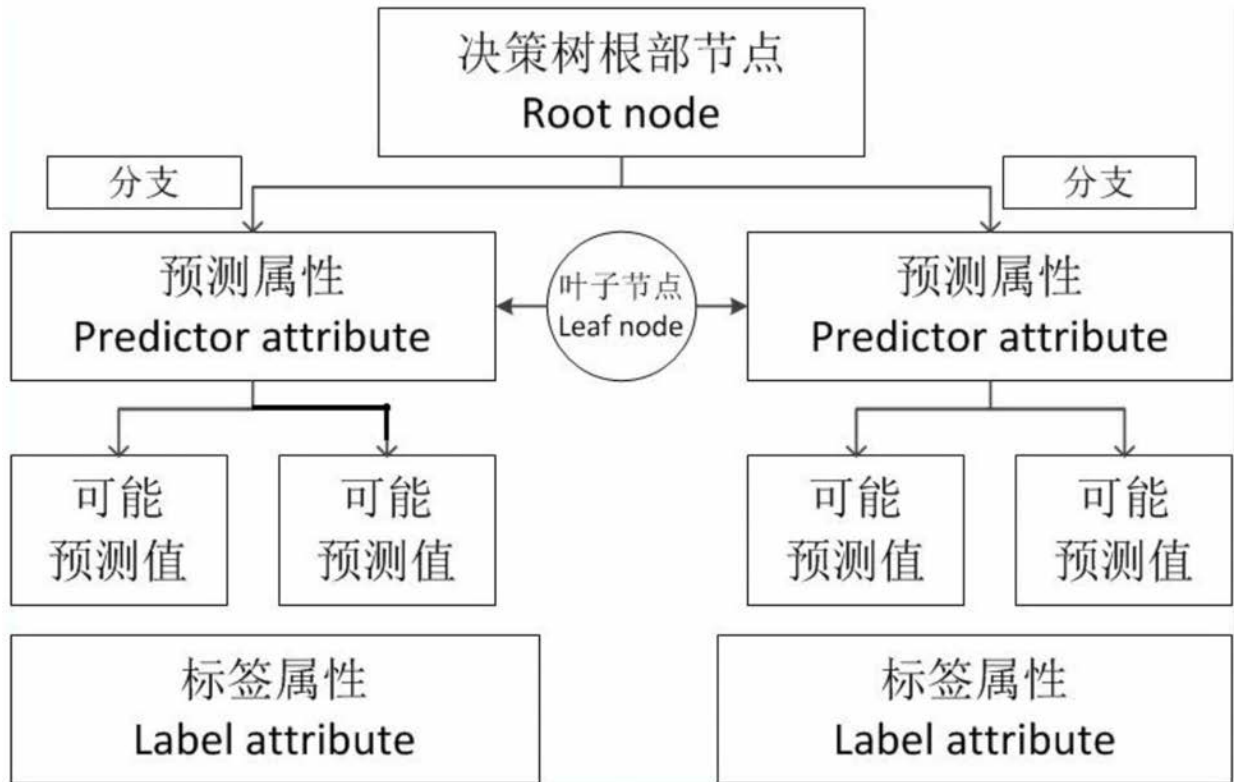 决策树根部节点
Root node
分支
分支
预测属性
Predictor attribute
叶子节点
Leaf node
预测属性
Predictor attribute
可能
预测值
可能
预测值
可能
预测值
可能
预测值
标签属性
Label attribute
标签属性
Label attribute